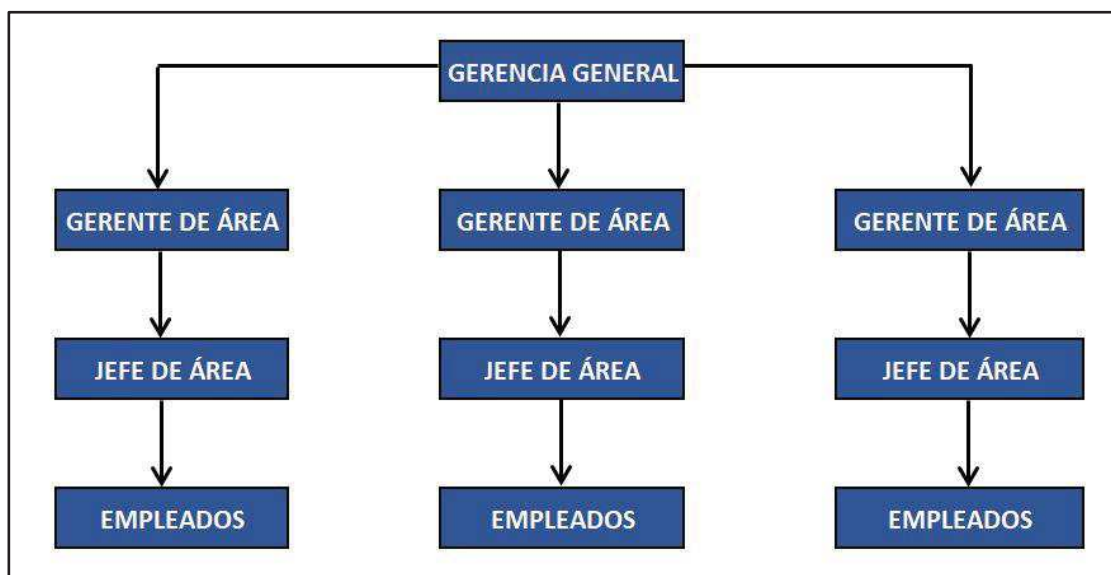 GERENCIA GENERAL
GERENTE DE ÁREA
GERENTE DE ÁREA
GERENTE DE ÁREA
JEFE DE ÁREA
JEFE DE ÁREA
JEFE DE ÁREA
EMPLEADOS
EMPLEADOS
EMPLEADOS